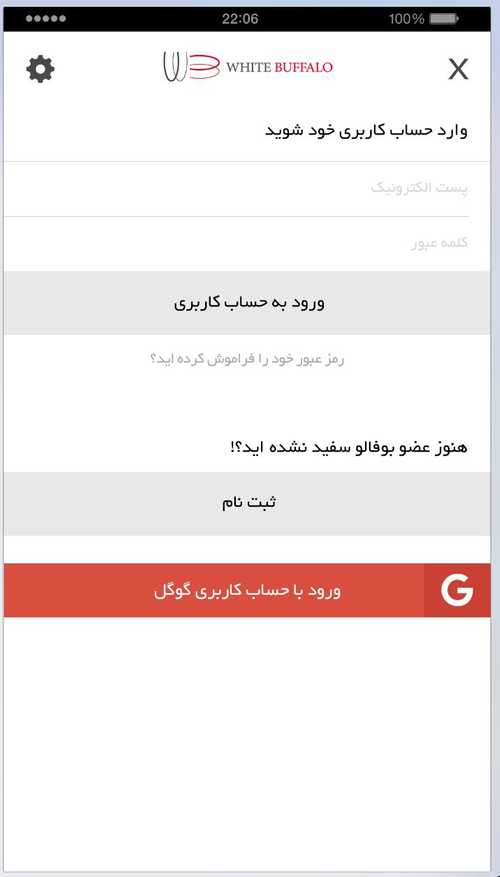 22:06
100%
WHITE BUFFALO
X
وارد حساب کاربری خود شوید
پست الکترونیک
کلمه عبور
ورود به حساب کاربری
رمز عبور خود را فراموش کرده اید؟
هنوز عضو بوفالو سفید نشده اید؟!
ثبت نام
ورود با حساب کاربری گوگل
G